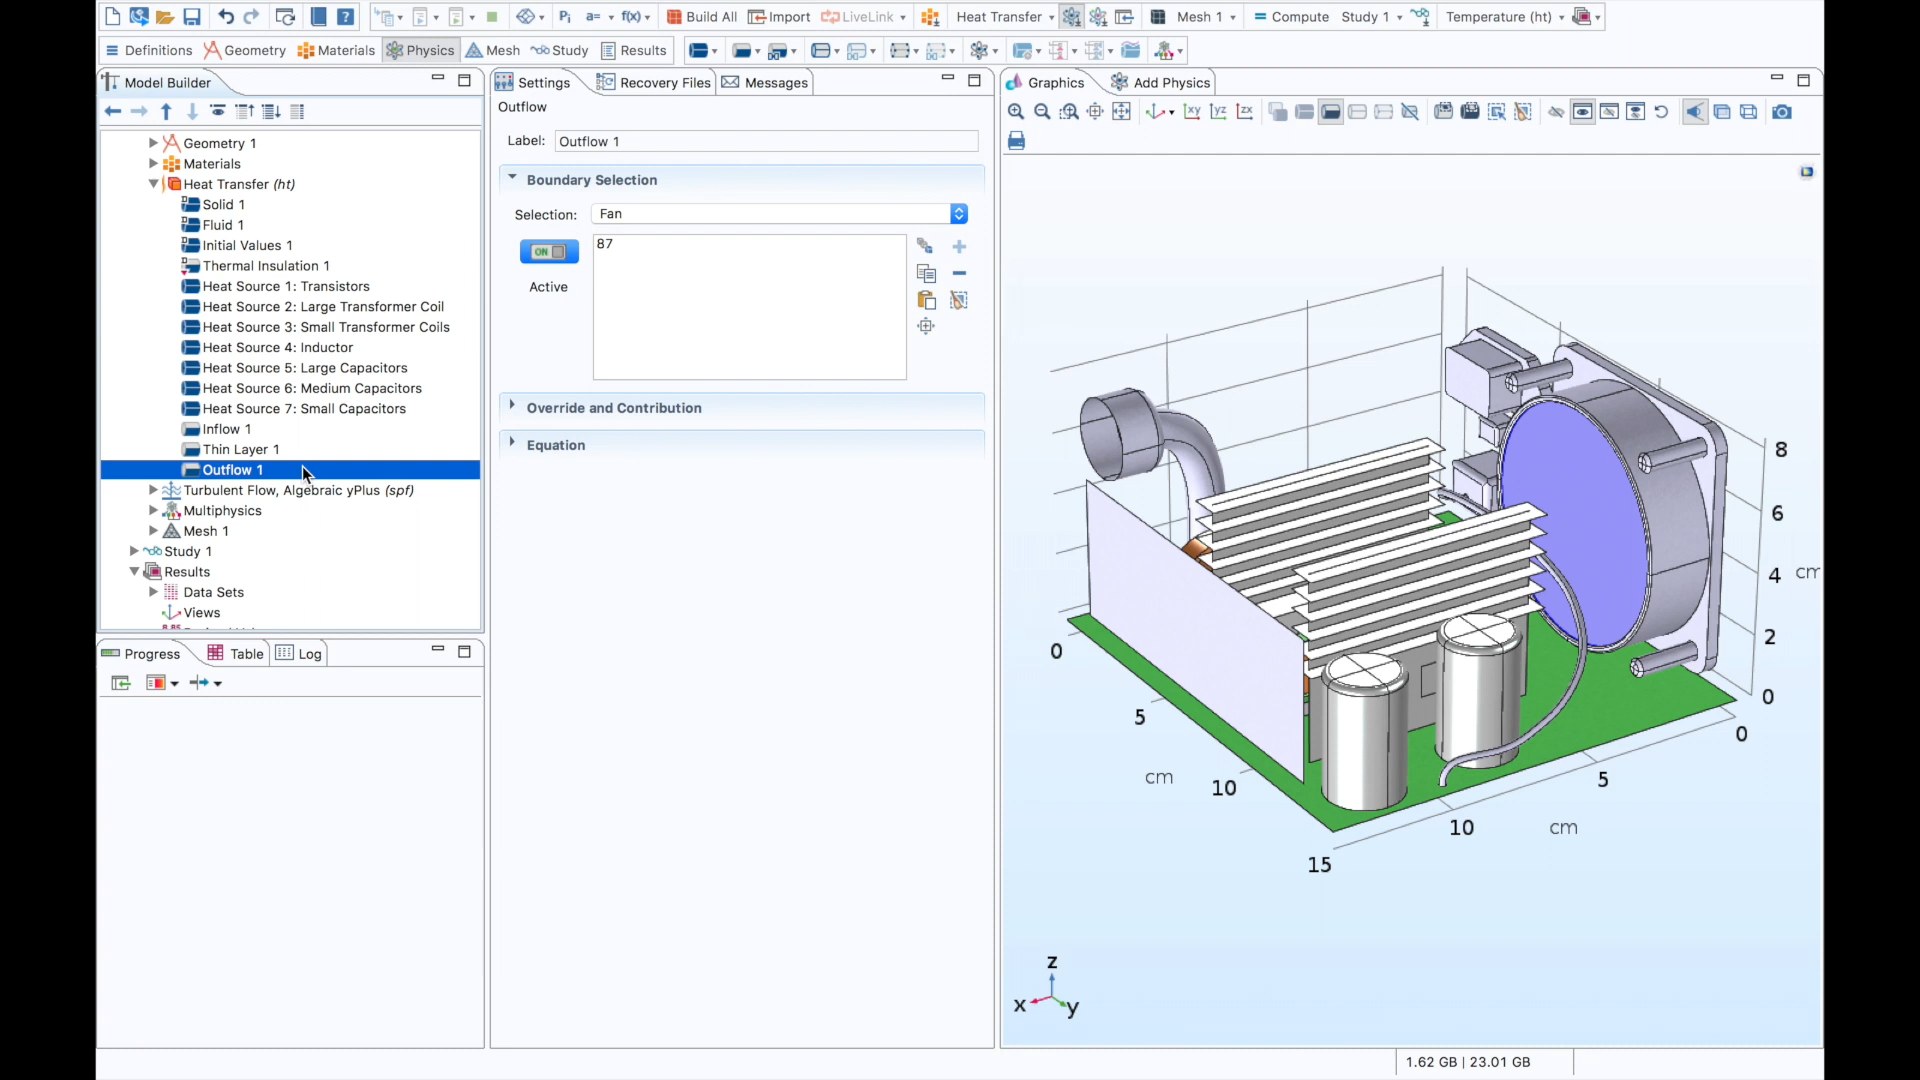 Pi a= f(x) Build All Import LiveLink Heat Transfer Mesh 1 Compute Study 1 Temperature (ht)
Definitions Geometry Materials Physics Mesh Study Results
Model Builder
Geometry 1
Materials
Heat Transfer (ht)
Solid 1
Fluid 1
Initial Values 1
Thermal Insulation 1
Heat Source 1: Transistors
Heat Source 2: Large Transformer Coil
Heat Source 3: Small Transformer Coils
Heat Source 4: Inductor
Heat Source 5: Large Capacitors
Heat Source 6: Medium Capacitors
Heat Source 7: Small Capacitors
Inflow 1
Thin Layer 1
Outflow 1
Turbulent Flow, Algebraic yPlus (spf)
Multiphysics
Mesh 1
Study 1
Results
Data Sets
Views
Progress Table Log
Settings Recovery Files Messages
Outflow
Label: Outflow 1
Boundary Selection
Selection: Fan
ON
87
Active
Override and Contribution
Equation
Graphics Add Physics
xy yz zx
8
6
4 cm
2
0
0
5
cm
10
15
0
5
10
cm
z
x
y
1.62 GB | 23.01 GB